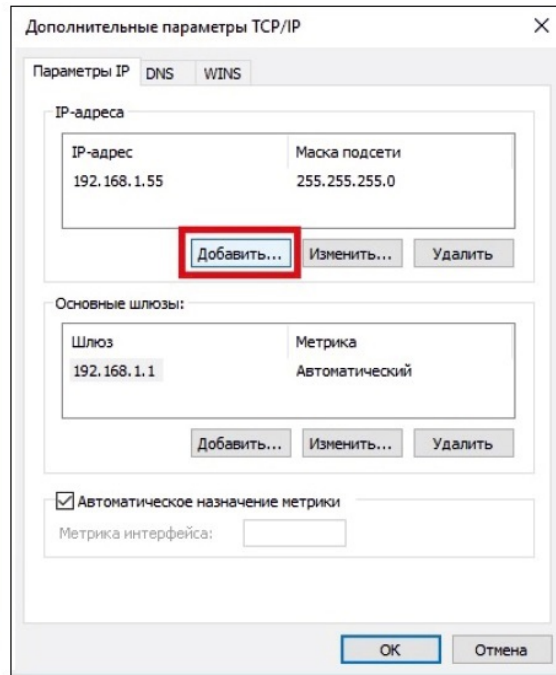 Дополнительные параметры TCP/IP
Параметры IP DNS WINS
IP-адреса
IP-адрес Маска подсети
192.168.1.55 255.255.255.0
Добавить... Изменить... Удалить
Основные шлюзы:
Шлюз Метрика
192.168.1.1 Автоматический
Добавить... Изменить... Удалить
Автоматическое назначение метрики
Метрика интерфейса:
OK Отмена